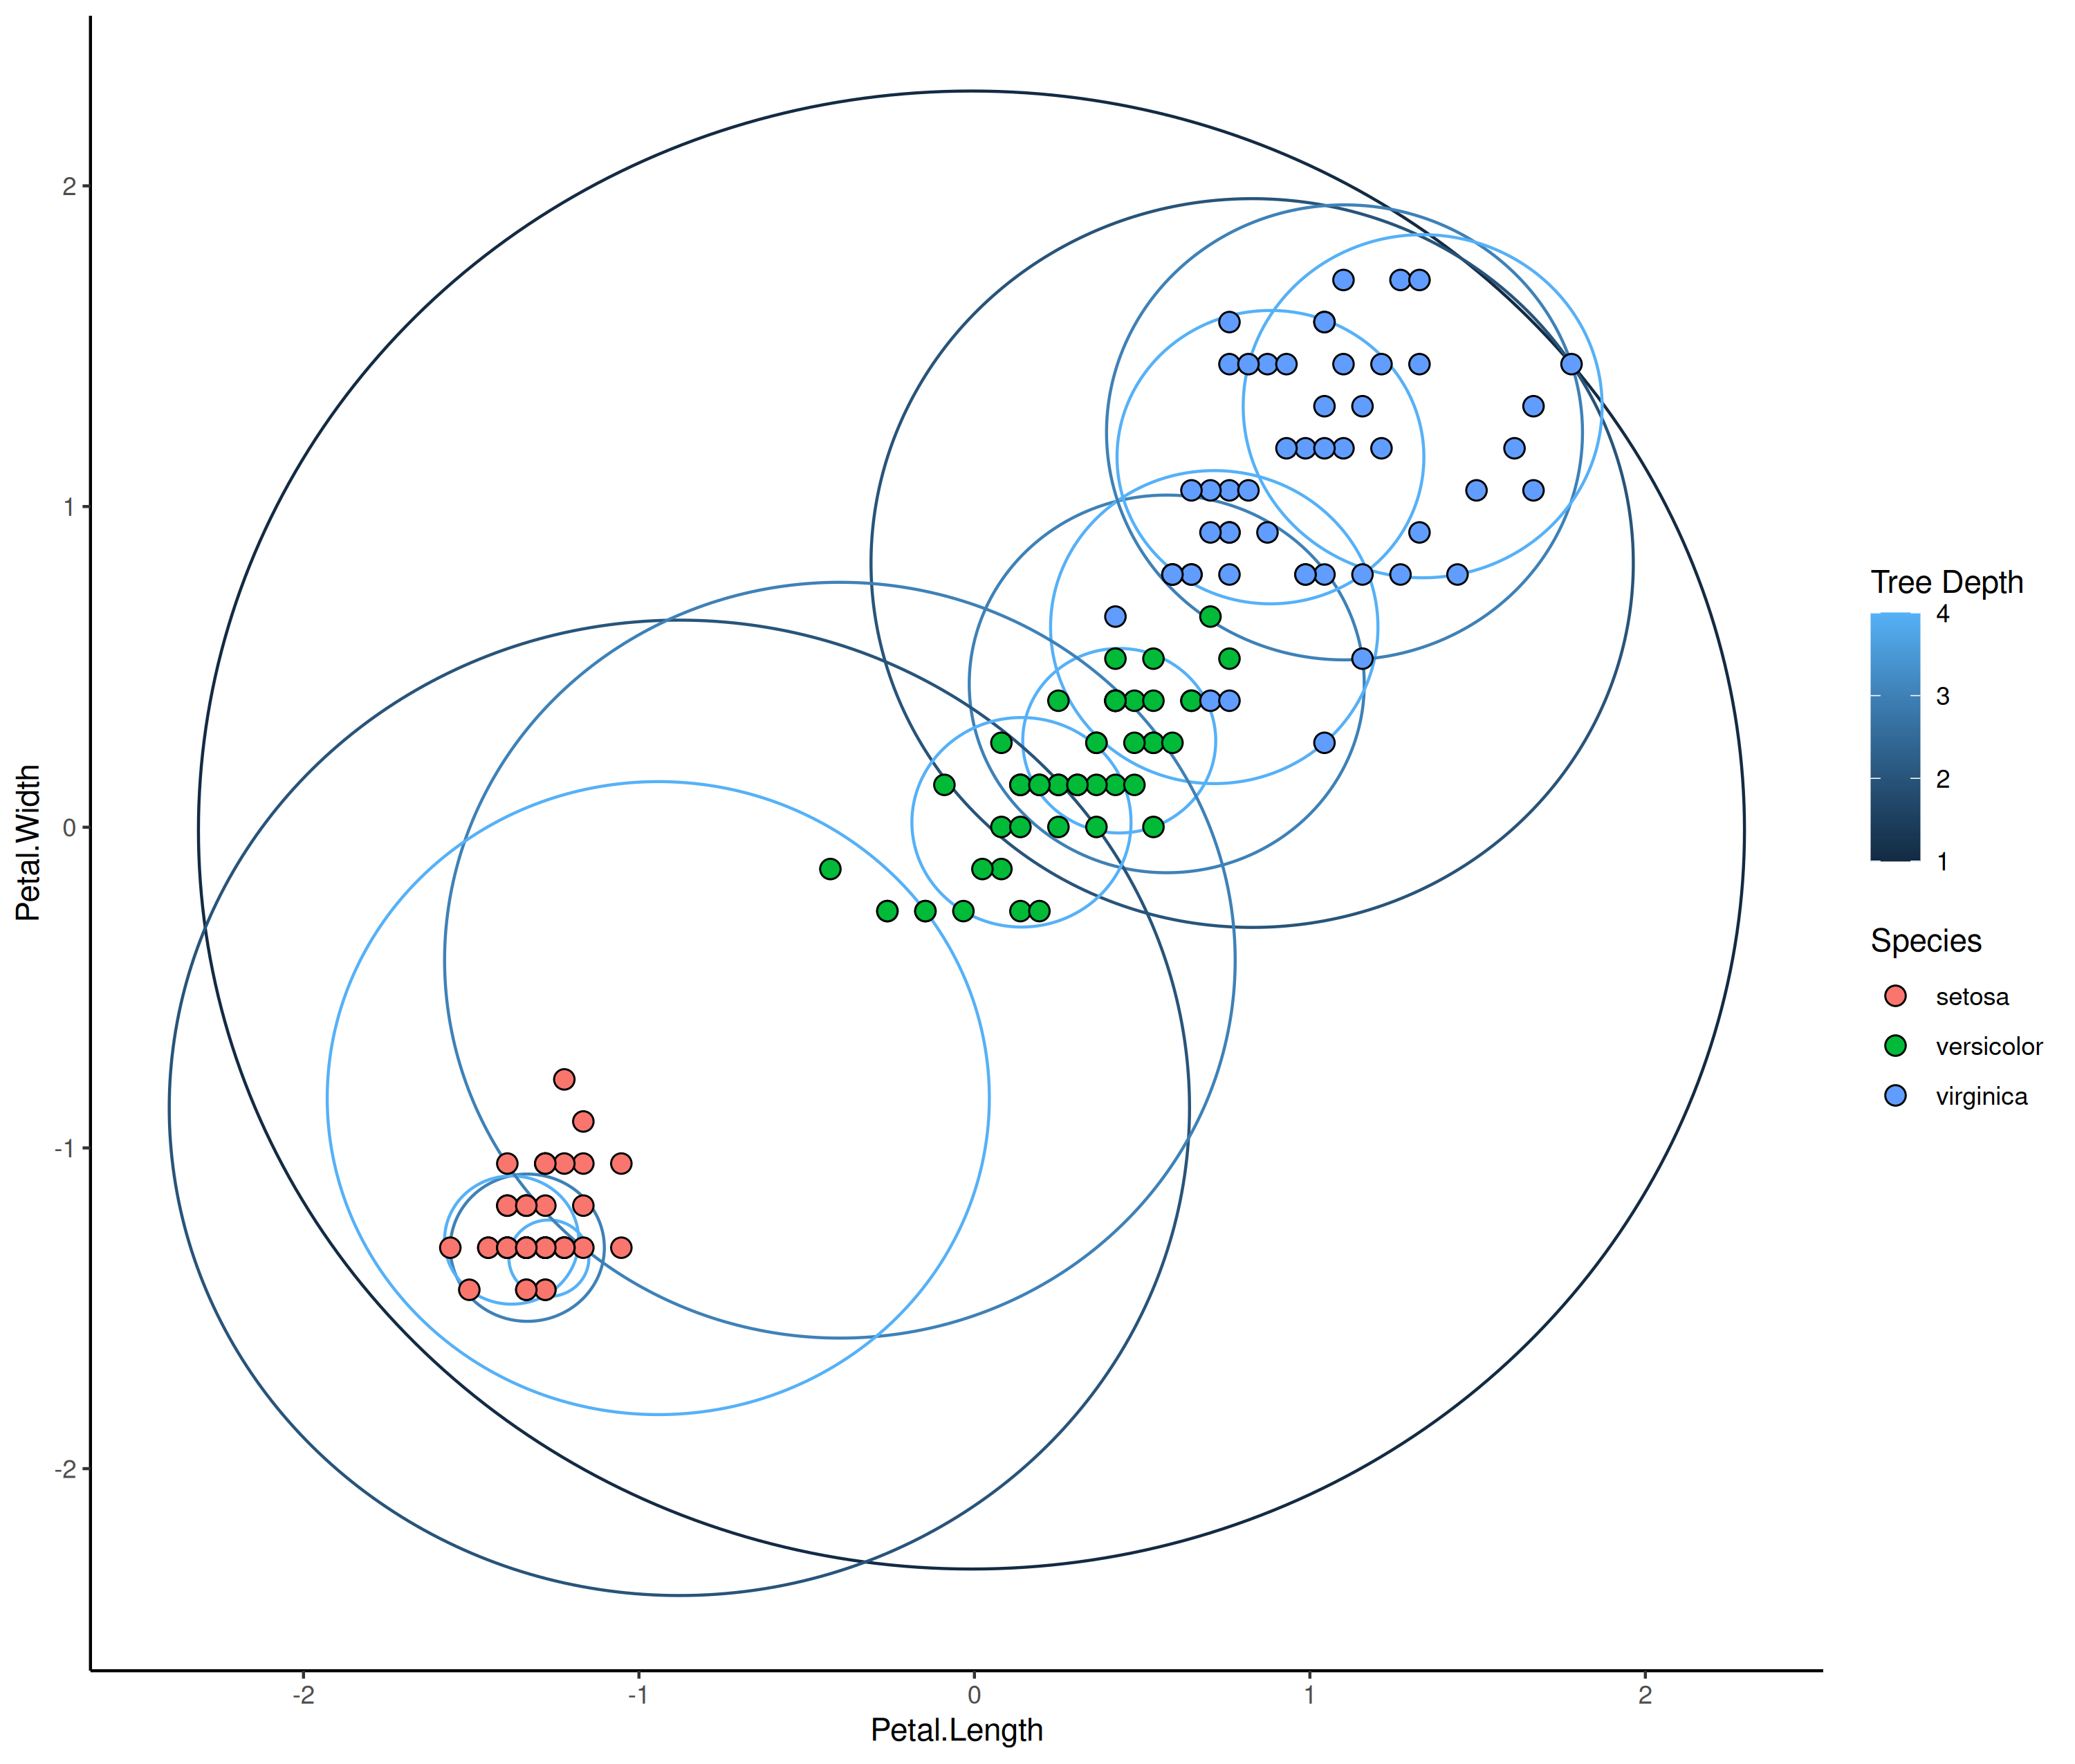 2
1
0
-1
-2
Petal.Width
-2
-1
0
1
2
Petal.Length
Tree Depth
4
3
2
1
Species
setosa
versicolor
virginica